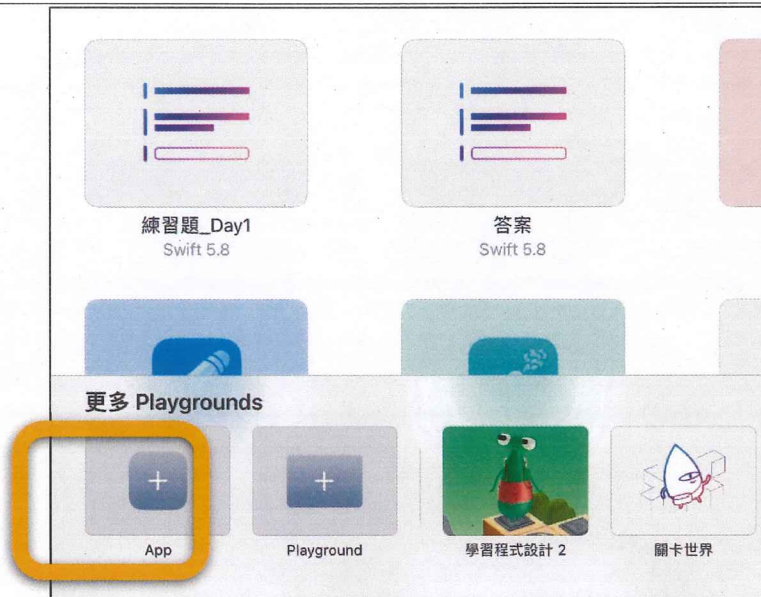 練習題_Day1
Swift 5.8
答案
Swift 5.8
更多 Playgrounds
App
Playground
學習程式設計 2
關卡世界